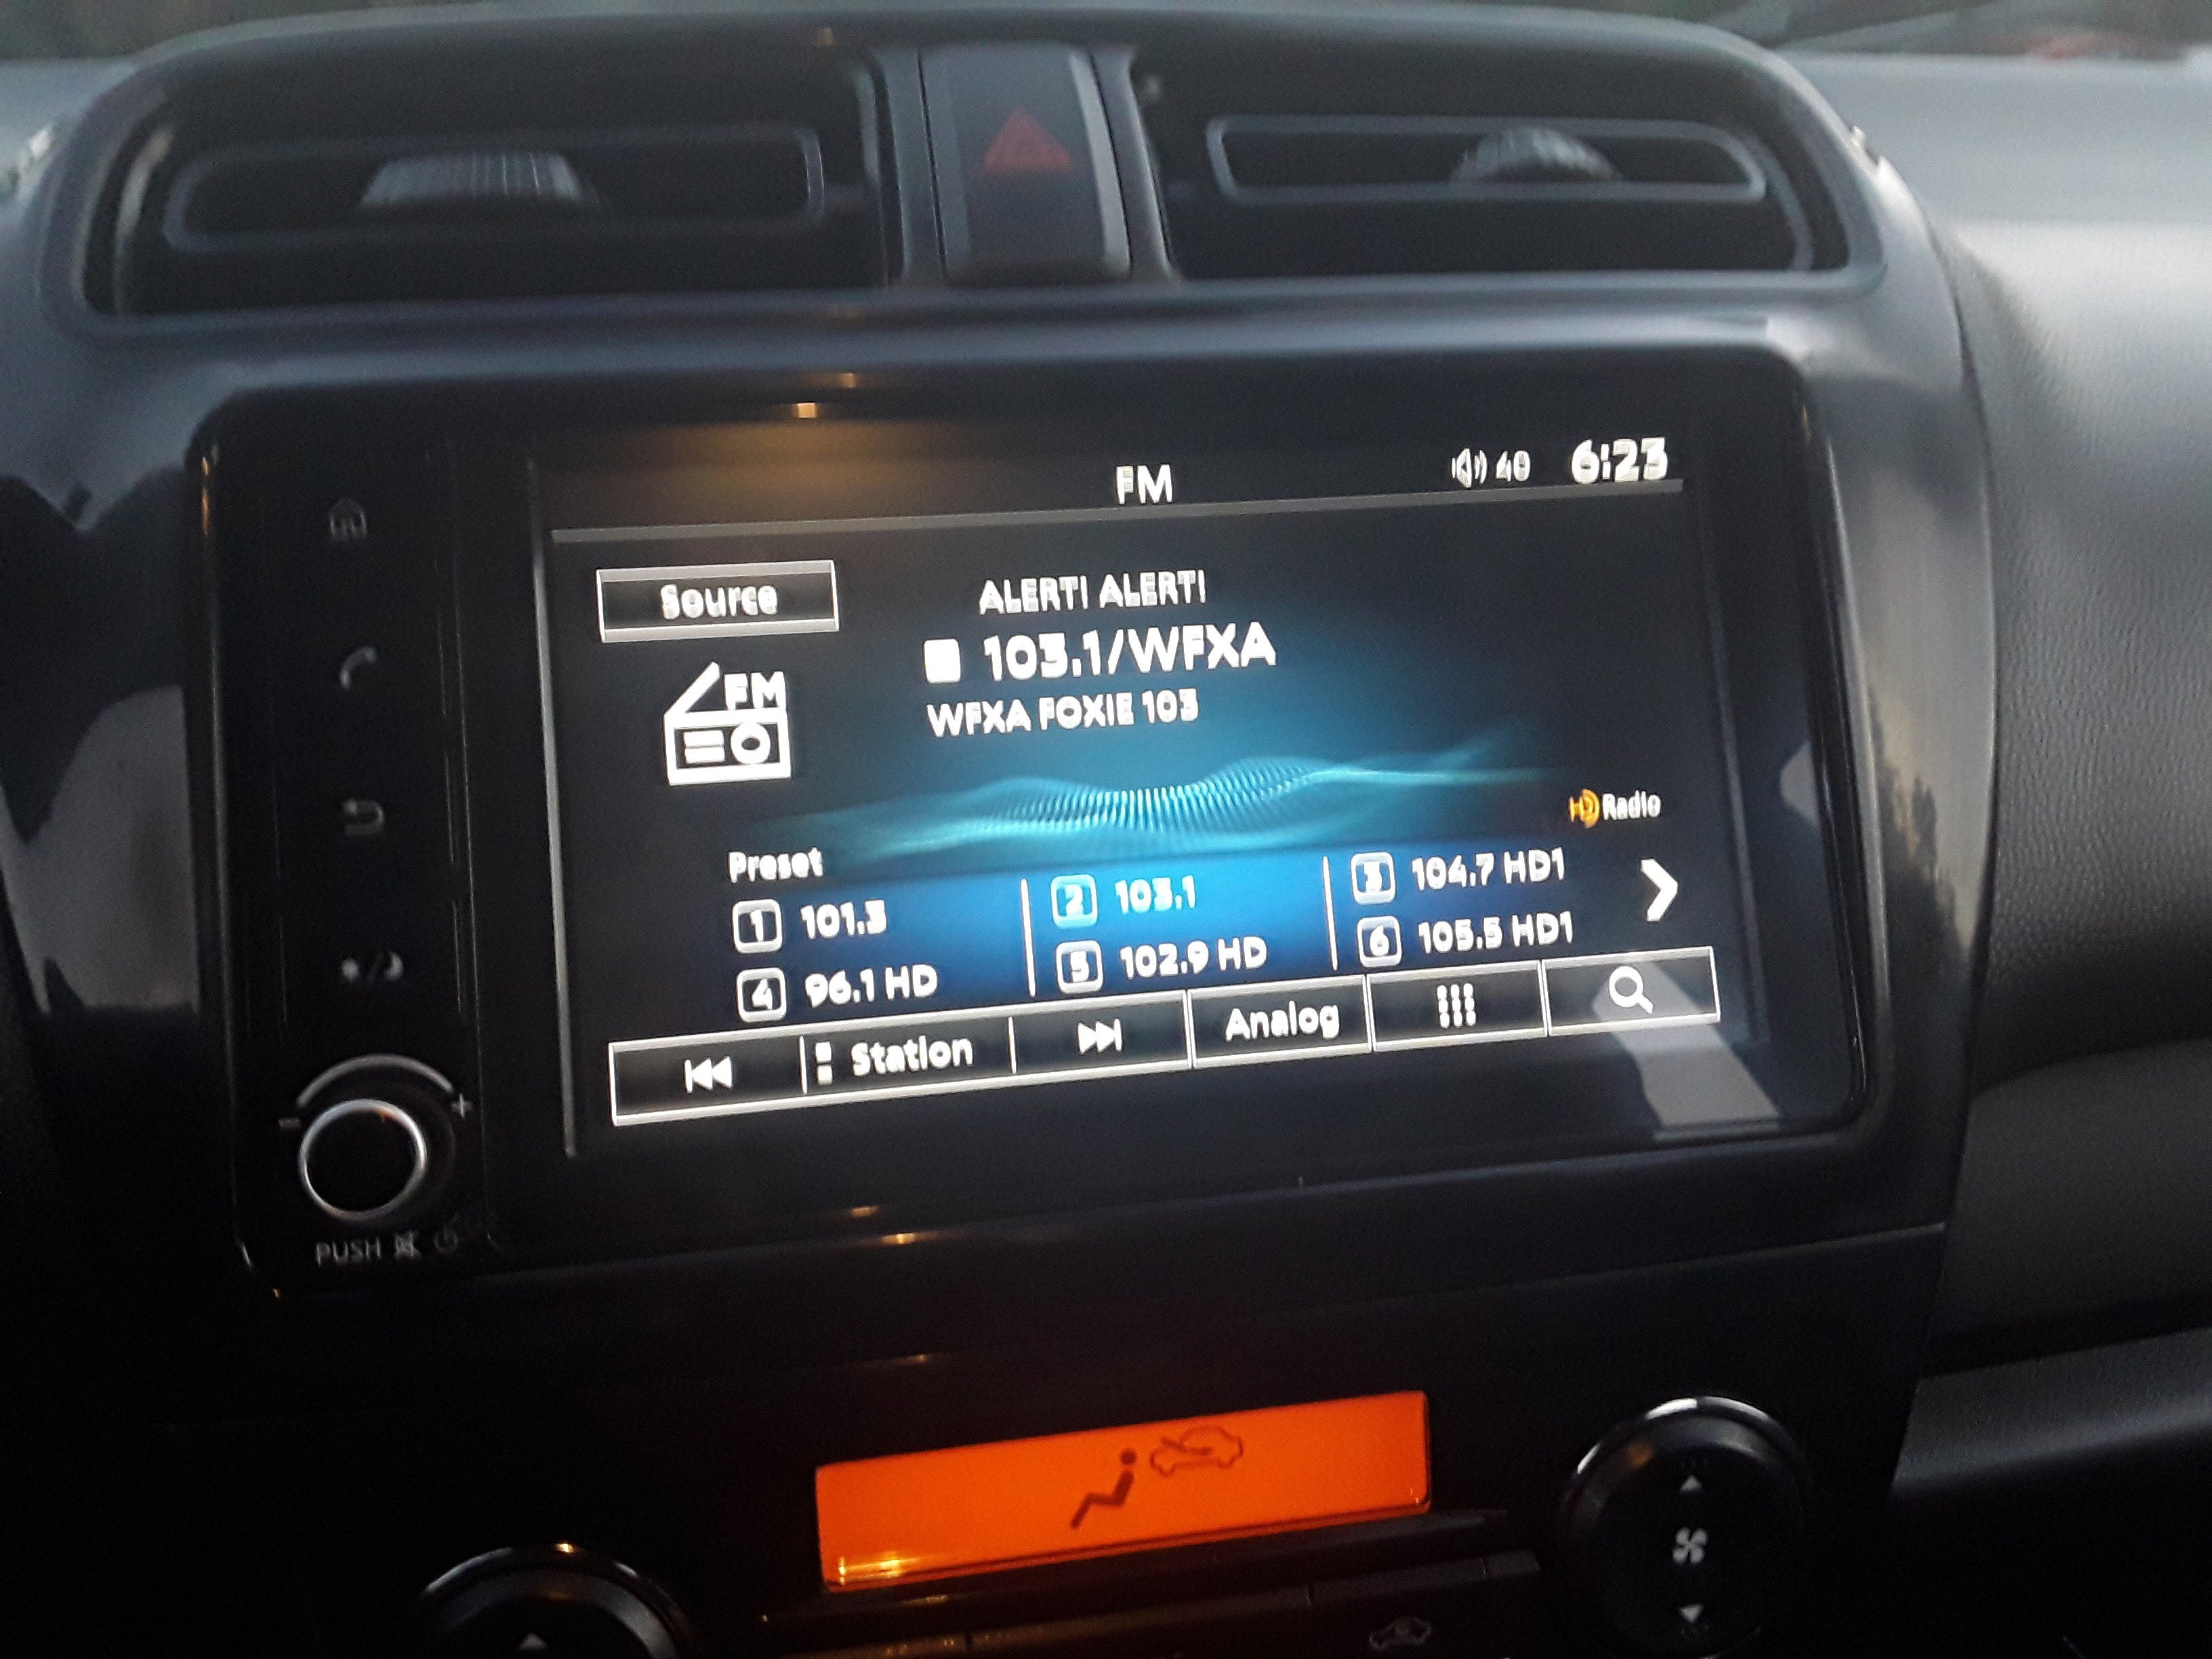 FM
40 6:23
Source
ALERT! ALERT!
103.1/WFXA
WFXA FOXIE 103
FM
HD Radio
Preset
1 101.3
2 103.1
3 104.7 HD1
4 96.1 HD
5 102.9 HD
6 105.5 HD1
Station
Analog
- +
PUSH